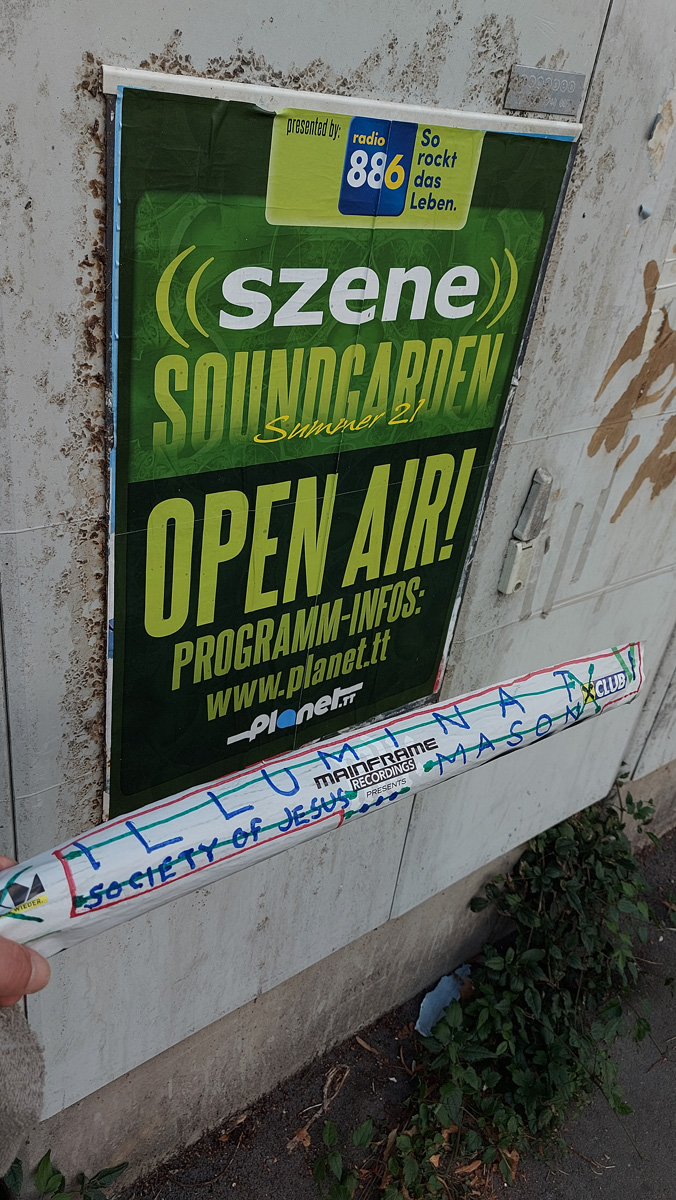 presented by:
radio
886
So
rockt
das
Leben.
szene
SOUNDGARDEN
Summer 21
OPEN AIR!
PROGRAMM-INFOS:
www.planet.tt
planet.TT
ILLUMINATI
CLUB
MAINFRAME
RECORDINGS
PRESENTS
MASON
SOCIETY OF JESUS
WIEDER.